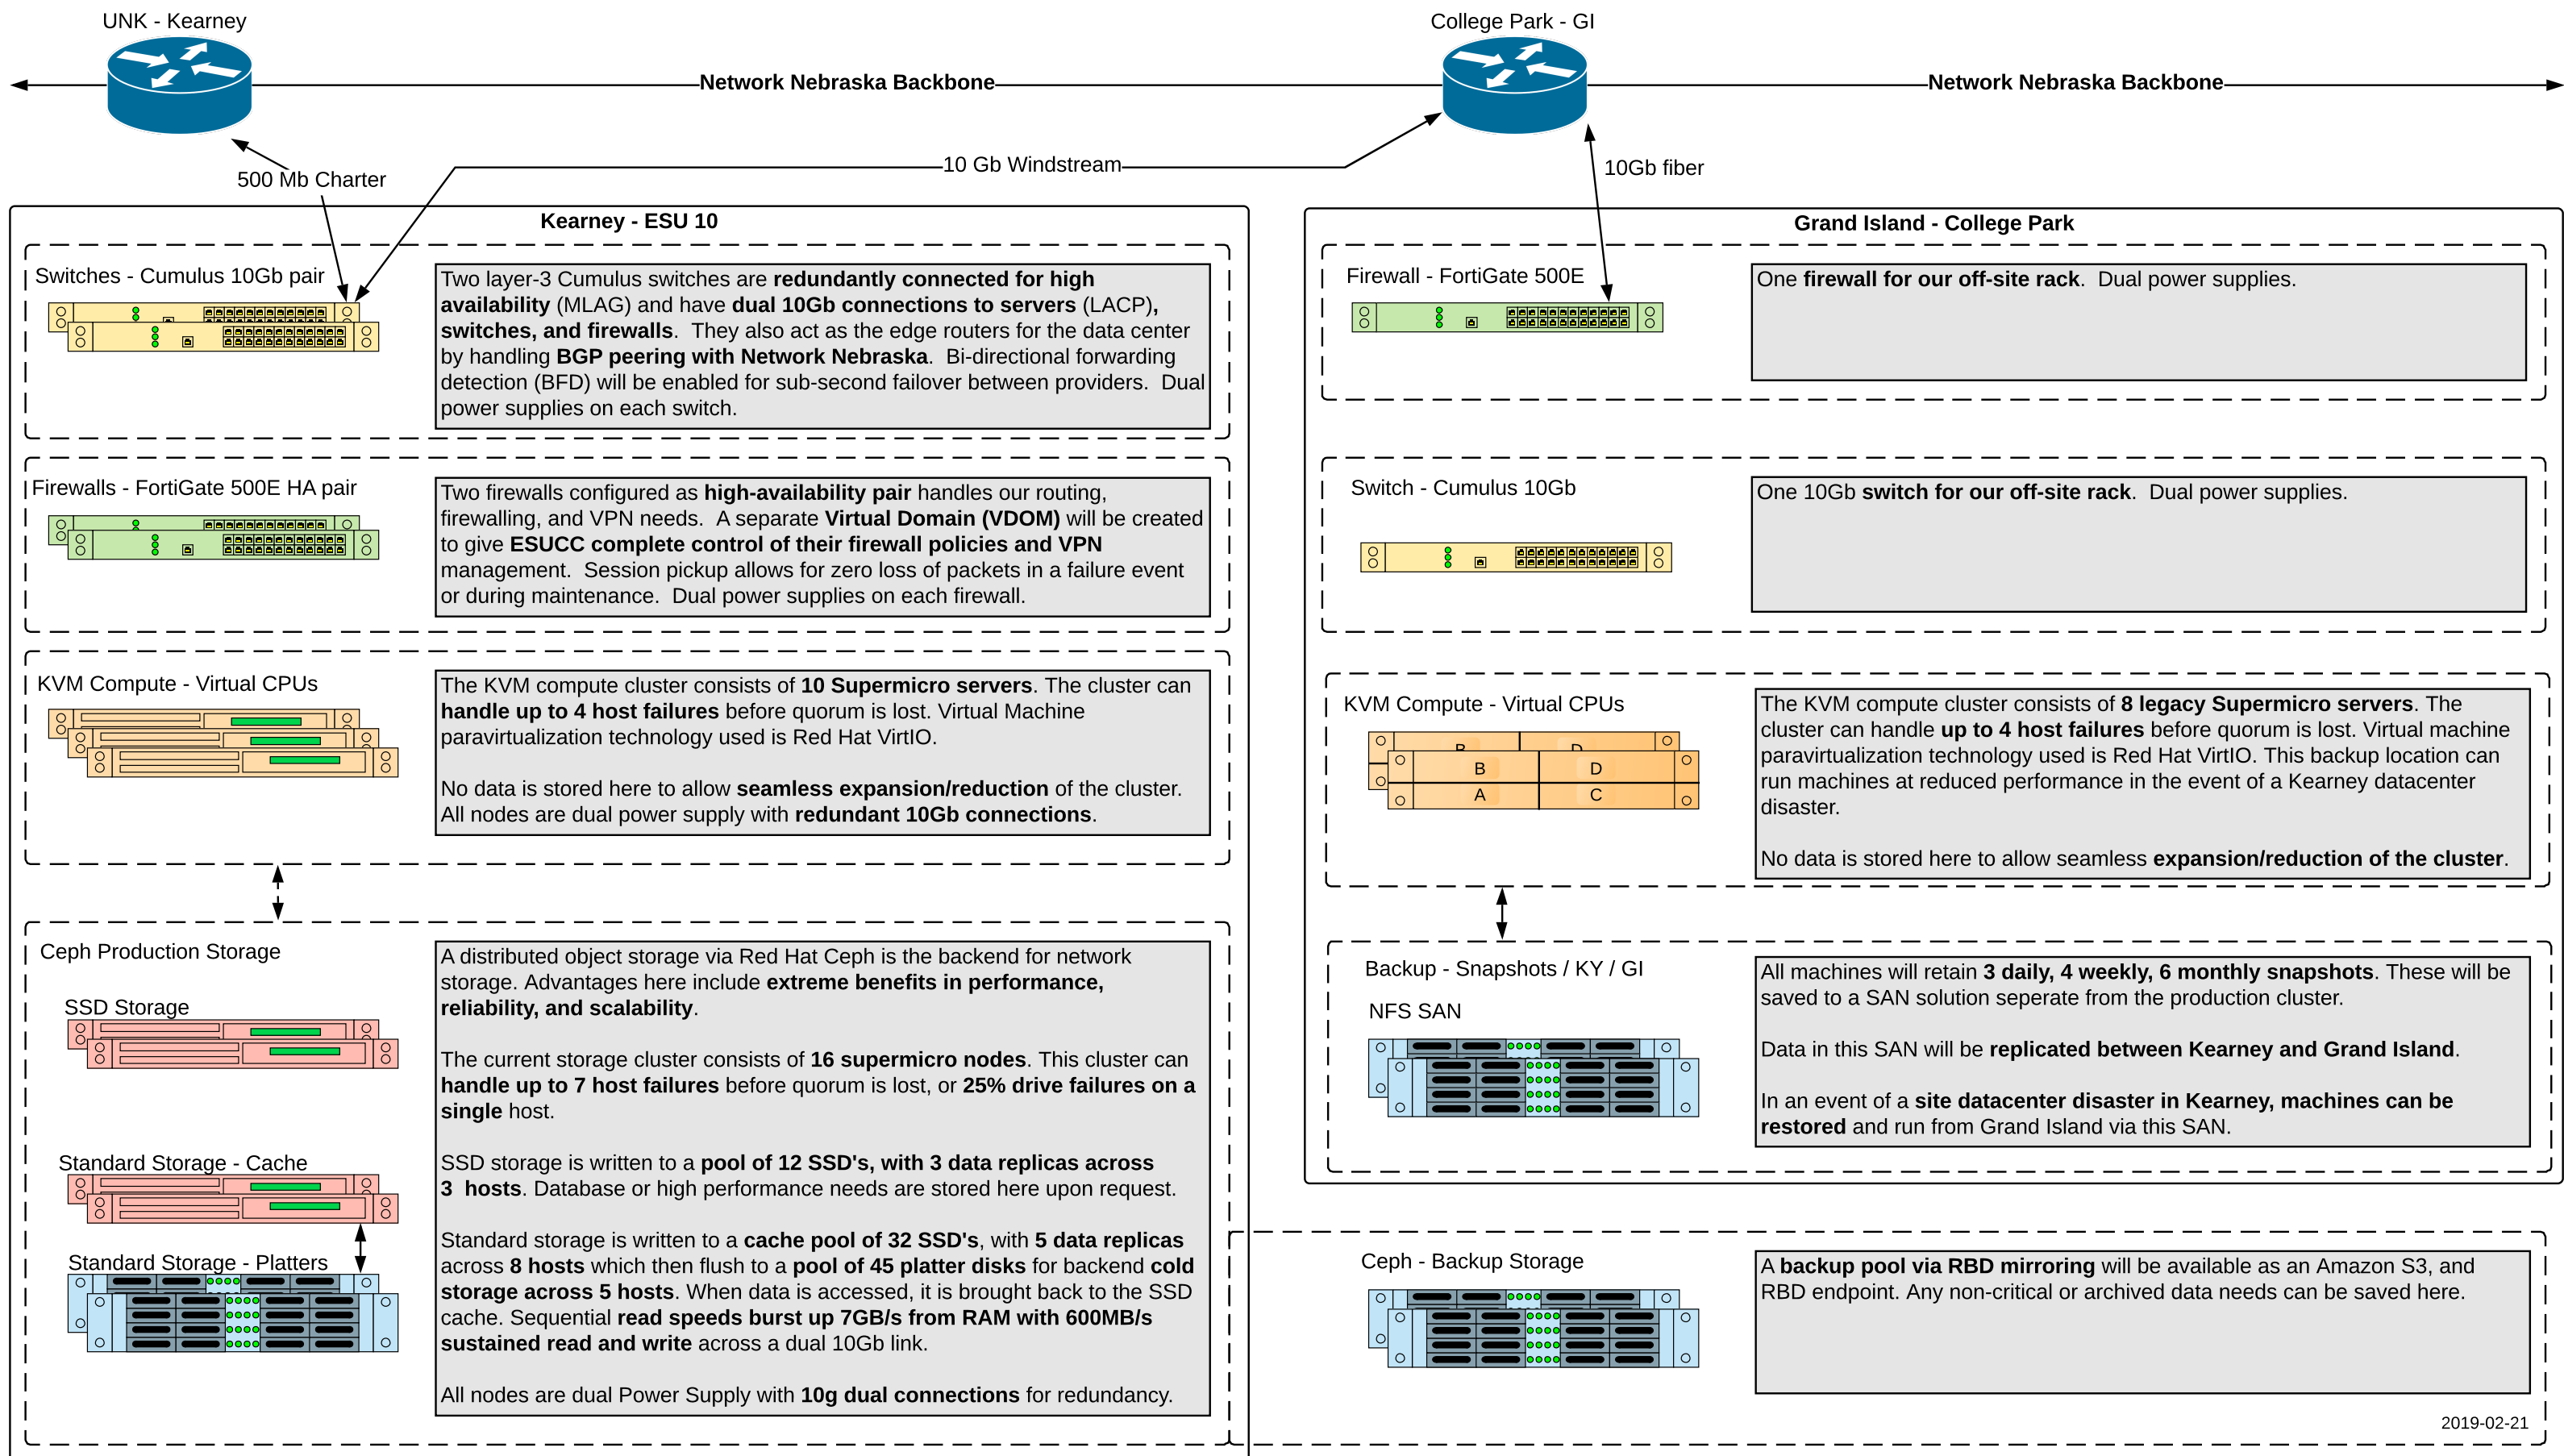 UNK - Kearney
College Park - GI
Network Nebraska Backbone
Network Nebraska Backbone
500 Mb Charter
10 Gb Windstream
10Gb fiber
Kearney - ESU 10
Switches - Cumulus 10Gb pair
Two layer-3 Cumulus switches are redundantly connected for high
availability (MLAG) and have dual 10Gb connections to servers (LACP),
switches, and firewalls.  They also act as the edge routers for the data center
by handling BGP peering with Network Nebraska.  Bi-directional forwarding
detection (BFD) will be enabled for sub-second failover between providers.  Dual
power supplies on each switch.
Firewalls - FortiGate 500E HA pair
Two firewalls configured as high-availability pair handles our routing,
firewalling, and VPN needs.  A separate Virtual Domain (VDOM) will be created
to give ESUCC complete control of their firewall policies and VPN
management.  Session pickup allows for zero loss of packets in a failure event
or during maintenance.  Dual power supplies on each firewall.
KVM Compute - Virtual CPUs
The KVM compute cluster consists of 10 Supermicro servers. The cluster can
handle up to 4 host failures before quorum is lost. Virtual Machine
paravirtualization technology used is Red Hat VirtIO.
No data is stored here to allow seamless expansion/reduction of the cluster.
All nodes are dual power supply with redundant 10Gb connections.
Ceph Production Storage
SSD Storage
Standard Storage - Cache
Standard Storage - Platters
A distributed object storage via Red Hat Ceph is the backend for network
storage. Advantages here include extreme benefits in performance,
reliability, and scalability.
The current storage cluster consists of 16 supermicro nodes. This cluster can
handle up to 7 host failures before quorum is lost, or 25% drive failures on a
single host.
SSD storage is written to a pool of 12 SSD's, with 3 data replicas across
3  hosts. Database or high performance needs are stored here upon request.
Standard storage is written to a cache pool of 32 SSD's, with 5 data replicas
across 8 hosts which then flush to a pool of 45 platter disks for backend cold
storage across 5 hosts. When data is accessed, it is brought back to the SSD
cache. Sequential read speeds burst up 7GB/s from RAM with 600MB/s
sustained read and write across a dual 10Gb link.
All nodes are dual Power Supply with 10g dual connections for redundancy.
Grand Island - College Park
Firewall - FortiGate 500E
One firewall for our off-site rack.  Dual power supplies.
Switch - Cumulus 10Gb
One 10Gb switch for our off-site rack.  Dual power supplies.
KVM Compute - Virtual CPUs
B D
B D
A C
The KVM compute cluster consists of 8 legacy Supermicro servers. The
cluster can handle up to 4 host failures before quorum is lost. Virtual machine
paravirtualization technology used is Red Hat VirtIO. This backup location can
run machines at reduced performance in the event of a Kearney datacenter
disaster.
No data is stored here to allow seamless expansion/reduction of the cluster.
Backup - Snapshots / KY / GI
NFS SAN
All machines will retain 3 daily, 4 weekly, 6 monthly snapshots. These will be
saved to a SAN solution seperate from the production cluster.
Data in this SAN will be replicated between Kearney and Grand Island.
In an event of a site datacenter disaster in Kearney, machines can be
restored and run from Grand Island via this SAN.
Ceph - Backup Storage
A backup pool via RBD mirroring will be available as an Amazon S3, and
RBD endpoint. Any non-critical or archived data needs can be saved here.
2019-02-21